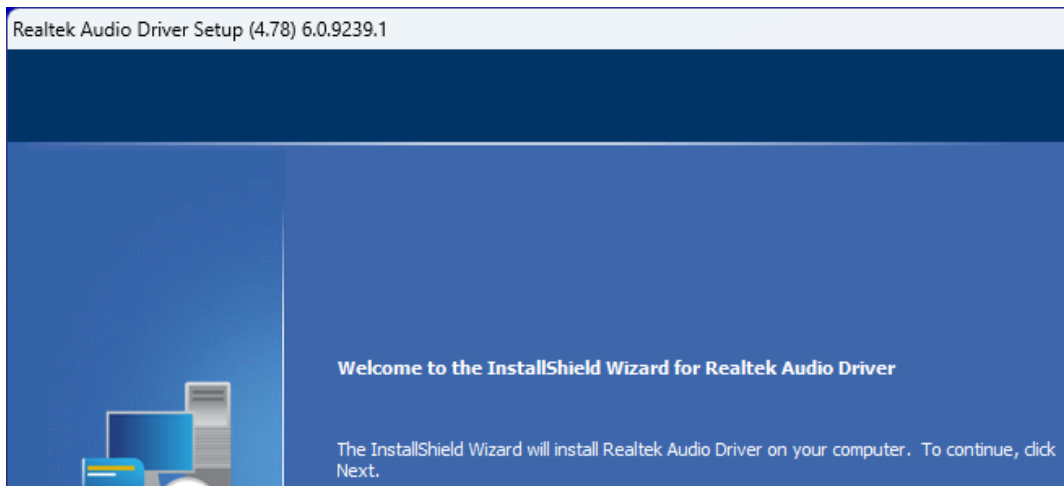 Realtek Audio Driver Setup (4.78) 6.0.9239.1
Welcome to the InstallShield Wizard for Realtek Audio Driver
The InstallShield Wizard will install Realtek Audio Driver on your computer.  To continue, click
Next.